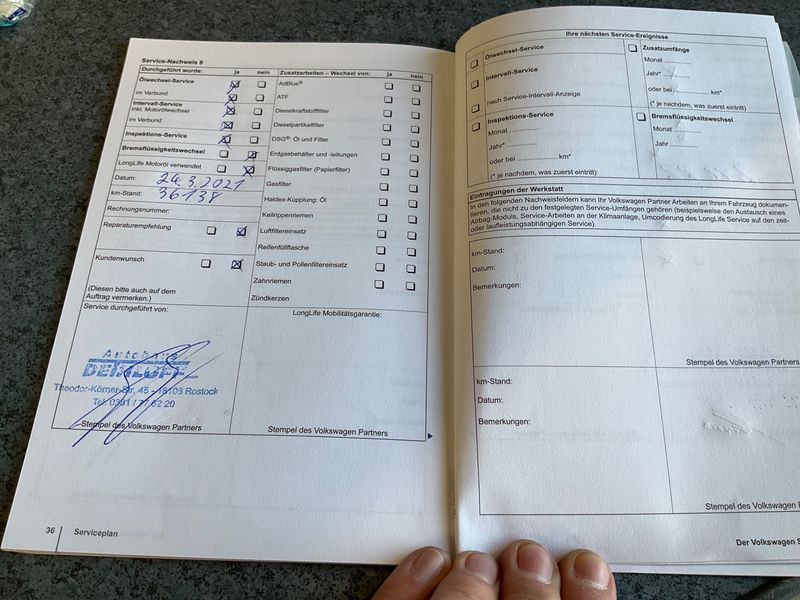 Service-Nachweis 8
Durchgeführt wurde: ja nein
Ölwechsel-Service
im Verbund
Intervall-Service
inkl. Motorölwechsel
im Verbund
Inspektions-Service
Bremsflüssigkeitswechsel
LongLife Motoröl verwendet
Datum: 24.3.2021
km-Stand: 36138
Rechnungsnummer:
Reparaturempfehlung
Kundenwunsch
(Diesen bitte auch auf dem
Auftrag vermerken.)
Service durchgeführt von:
Autohaus
Theodor-Körner-Str. 45 - 18106 Rostock
Stempel des Volkswagen Partners
Zusatzarbeiten – Wechsel von: ja nein
AdBlue®
ATF
Dieselkraftstofffilter
Dieselpartikelfilter
DSG®: Öl und Filter
Erdgasbehälter und -leitungen
Flüssiggasfilter (Papierfilter)
Gasfilter
Haldex-Kupplung: Öl
Keilrippenriemen
Luftfiltereinsatz
Reifenfüllflasche
Staub- und Pollenfiltereinsatz
Zahnriemen
Zündkerzen
LongLife Mobilitätsgarantie:
Stempel des Volkswagen Partners
36 Serviceplan
Ihre nächsten Service-Ereignisse
Ölwechsel-Service
Intervall-Service
nach Service-Intervall-Anzeige
Inspektions-Service
Monat
Jahr*
oder bei km*
(* je nachdem, was zuerst eintritt)
Zusatzumfänge
Monat
Jahr*
oder bei km*
(* je nachdem, was zuerst eintritt)
Bremsflüssigkeitswechsel
Monat
Jahr
Eintragungen der Werkstatt
In den folgenden Nachweisfeldern kann Ihr Volkswagen Partner Arbeiten an Ihrem Fahrzeug dokumen-
tieren, die nicht zu den festgelegten Service-Umfängen gehören (beispielsweise den Austausch eines
Airbag-Moduls, Service-Arbeiten an der Klimaanlage, Umcodierung des LongLife Service auf den zeit-
oder laufleistungsabhängigen Service).
km-Stand:
Datum:
Bemerkungen:
Stempel des Volkswagen Partners
km-Stand:
Datum:
Bemerkungen:
Stempel des Volkswagen
Der Volkswagen